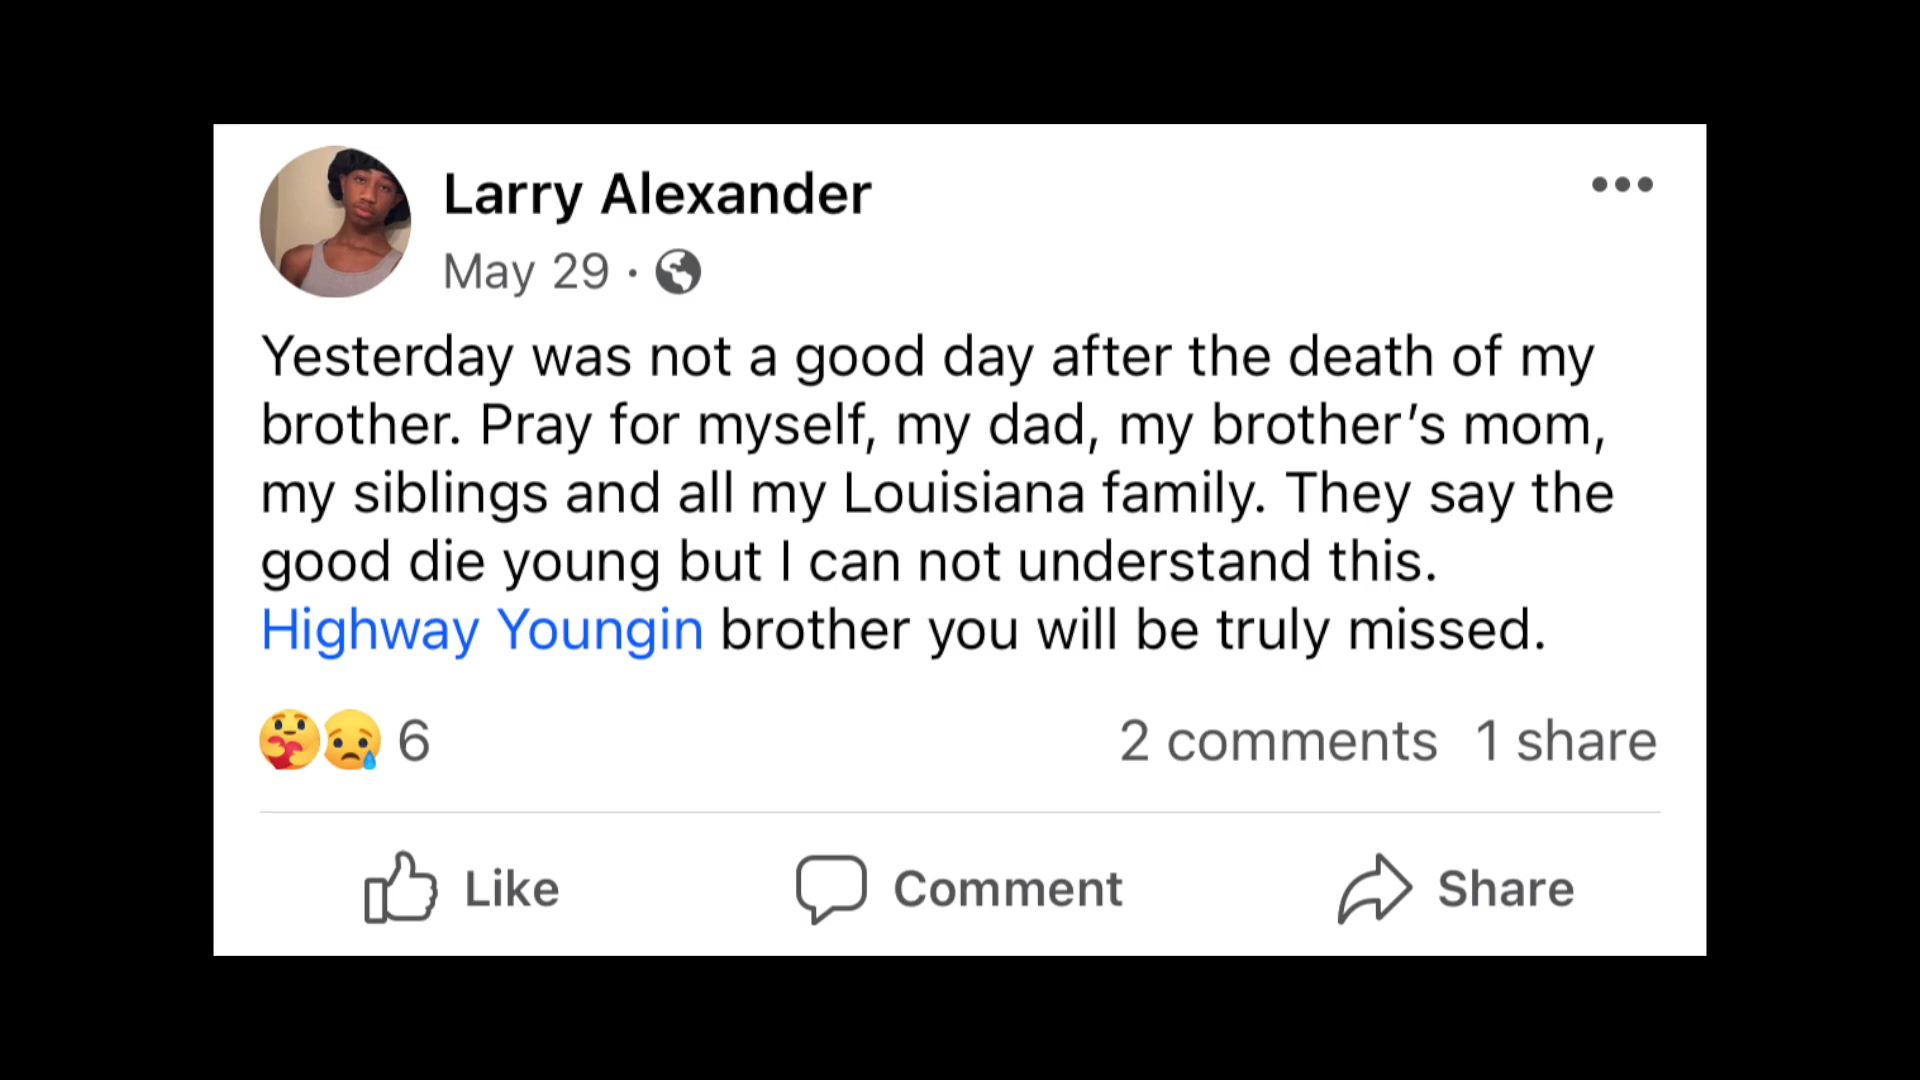 Larry Alexander
May 29 ·
Yesterday was not a good day after the death of my
brother. Pray for myself, my dad, my brother’s mom,
my siblings and all my Louisiana family. They say the
good die young but I can not understand this.
Highway Youngin brother you will be truly missed.
6 2 comments 1 share
Like Comment Share